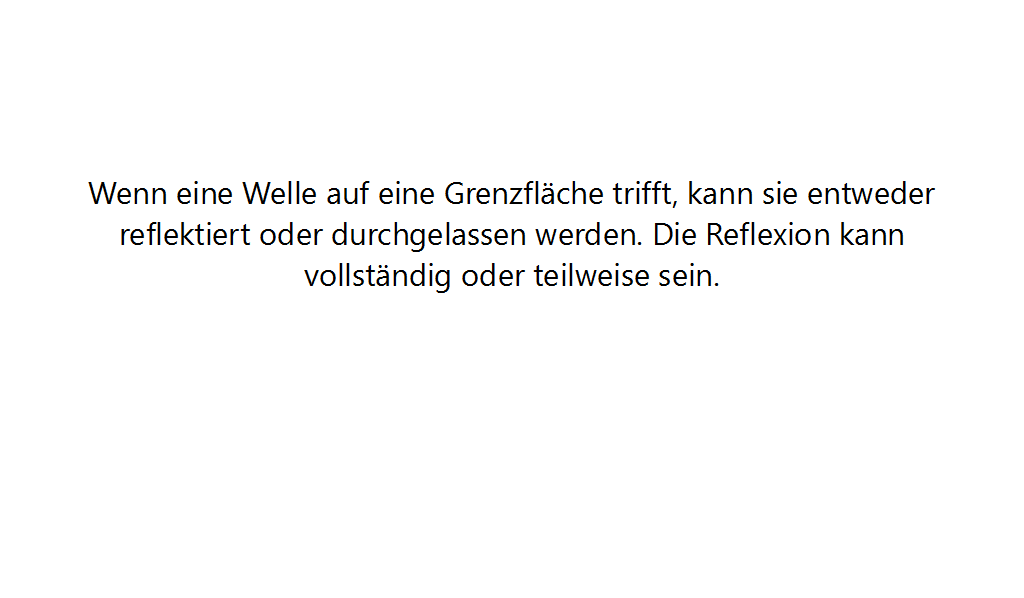 Wenn eine Welle auf eine Grenzfläche trifft, kann sie entweder
reflektiert oder durchgelassen werden. Die Reflexion kann
vollständig oder teilweise sein.